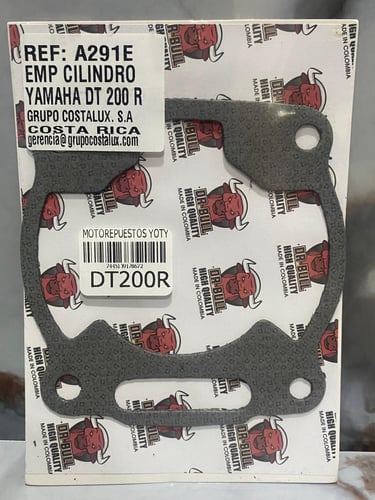 REF: A291E
EMP CILINDRO
YAMAHA DT 200 R
GRUPO COSTALUX. S.A
COSTA RICA
gerencia@grupocostalux.com
MOTOREPUESTOS YOTY
7445139178672
DT200R
DR-BULL
HIGH QUALITY
MADE IN COLOMBIA